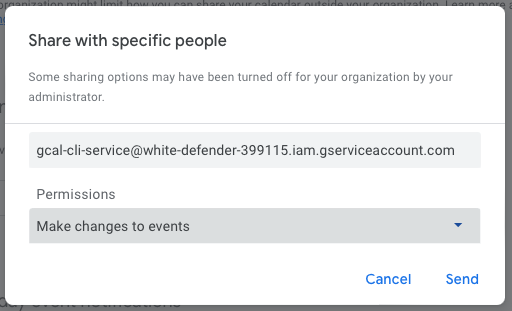 organization might limit how you can share your calendar outside your organization. Learn more a
Share with specific people
Some sharing options may have been turned off for your organization by your
administrator.
gcal-cli-service@white-defender-399115.iam.gserviceaccount.com
Permissions
Make changes to events
Cancel Send
event notifications